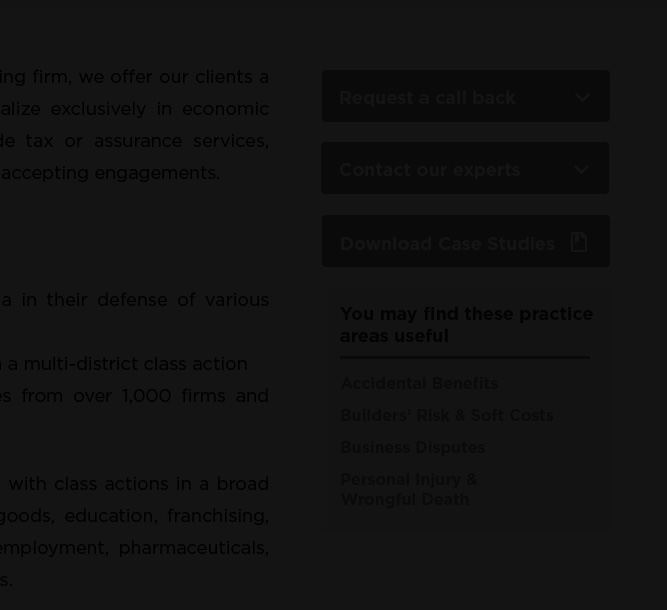 ing firm, we offer our clients a
alize exclusively in economic
de tax or assurance services,
accepting engagements.
a in their defense of various
a multi-district class action
es from over 1,000 firms and
with class actions in a broad
goods, education, franchising,
employment, pharmaceuticals,
s.
Request a call back
Contact our experts
Download Case Studies
You may find these practice
areas useful
Accidental Benefits
Builders' Risk & Soft Costs
Business Disputes
Personal Injury &
Wrongful Death